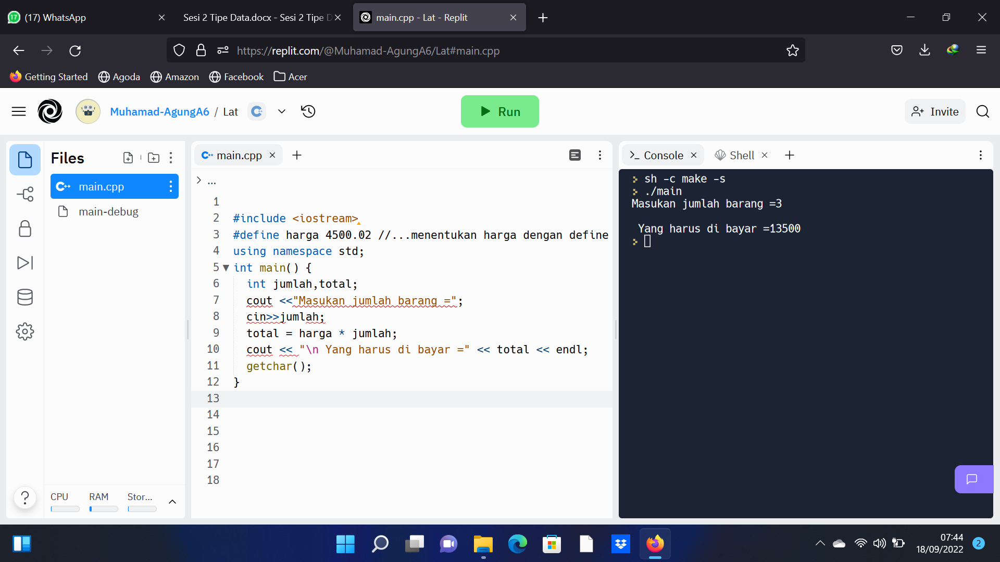 17 (17) WhatsApp
Sesi 2 Tipe Data.docx - Sesi 2 Tipe D
main.cpp - Lat - Replit
https://replit.com/@Muhamad-AgungA6/Lat#main.cpp
Getting Started Agoda Amazon Facebook Acer
Muhamad-AgungA6 / Lat
Run
Invite
Files
main.cpp
main-debug
main.cpp
...
1
2 #include <iostream>
3 #define harga 4500.02 //...menentukan harga dengan define
4 using namespace std;
5 int main() {
6 int jumlah,total;
7 cout <<"Masukan jumlah barang =";
8 cin>>jumlah;
9 total = harga * jumlah;
10 cout << "\n Yang harus di bayar =" << total << endl;
11 getchar();
12 }
13
14
15
16
17
18
Console
Shell
sh -c make -s
./main
Masukan jumlah barang =3
Yang harus di bayar =13500
CPU RAM Stor...
?
07:44
18/09/2022
2